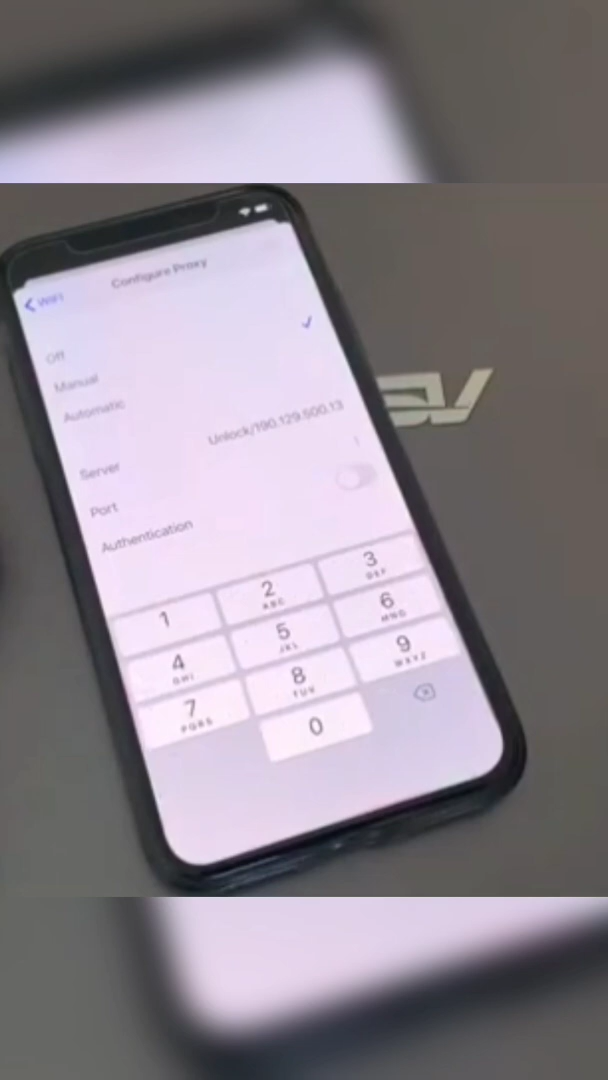 WiFi
Configure Proxy
Off
Manual
Automatic
Server Unlock/190.129.500.13
Port 1
Authentication
1
2 ABC
3 DEF
4 GHI
5 JKL
6 MNO
7 PQRS
8 TUV
9 WXYZ
0